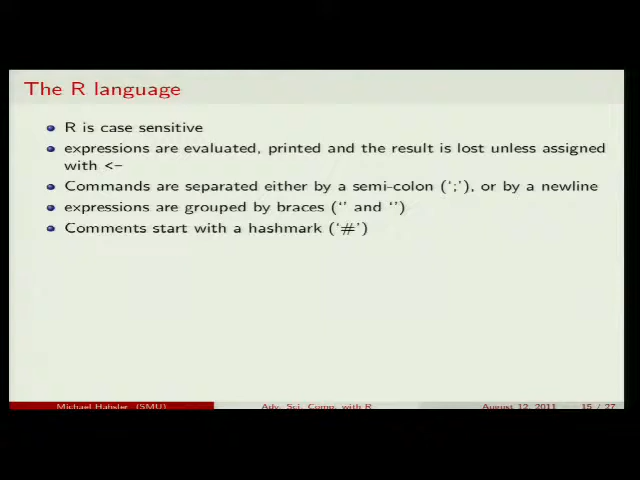 The R language
R is case sensitive
expressions are evaluated, printed and the result is lost unless assigned
with <-
Commands are separated either by a semi-colon (‘;’), or by a newline
expressions are grouped by braces (‘’ and ‘’)
Comments start with a hashmark (‘#’)
Michael Hahsler (SMU) Adv. Sci. Comp. with R August 12, 2011 15 / 27